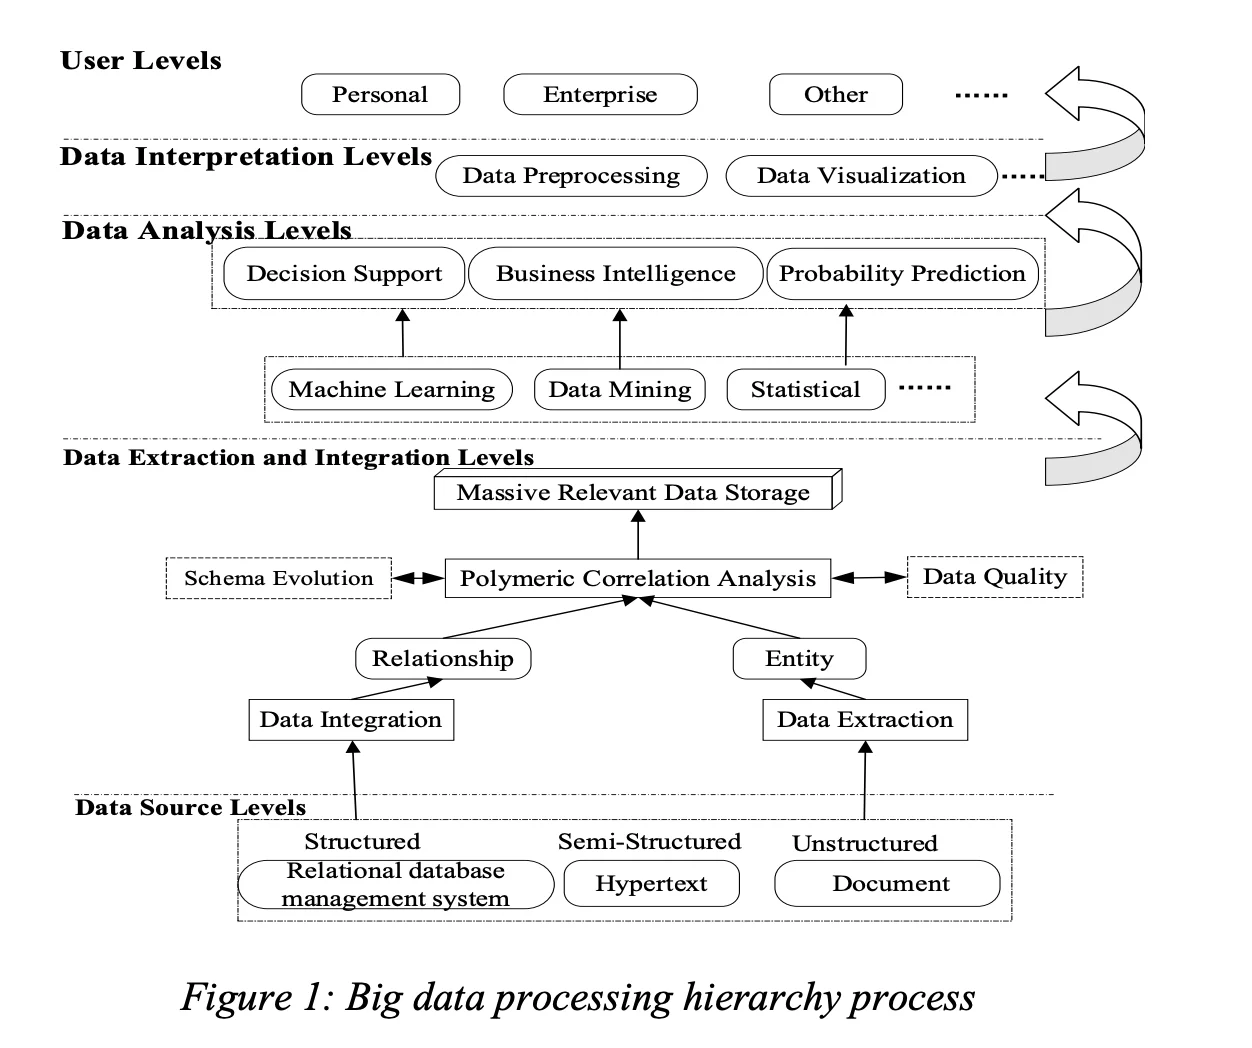 User Levels
Personal
Enterprise
Other
......
Data Interpretation Levels
Data Preprocessing
Data Visualization
......
Data Analysis Levels
Decision Support
Business Intelligence
Probability Prediction
Machine Learning
Data Mining
Statistical
......
Data Extraction and Integration Levels
Massive Relevant Data Storage
Schema Evolution
Polymeric Correlation Analysis
Data Quality
Relationship
Entity
Data Integration
Data Extraction
Data Source Levels
Structured
Semi-Structured
Unstructured
Relational database
management system
Hypertext
Document
Figure 1: Big data processing hierarchy process